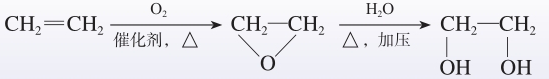 O₂ H₂O
CH₂=CH₂ CH₂—CH₂ CH₂—CH₂
催化剂，△ △，加压
O OH OH